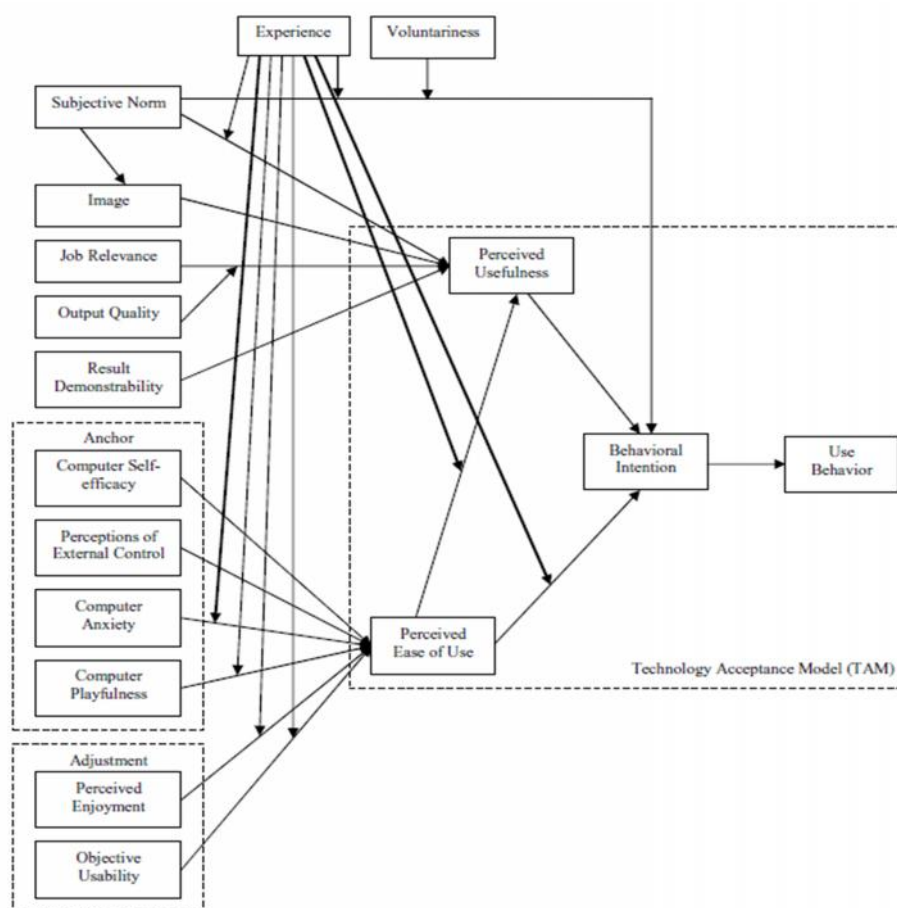 Experience
Voluntariness
Subjective Norm
Image
Job Relevance
Output Quality
Result
Demonstrability
Anchor
Computer Self-
efficacy
Perceptions of
External Control
Computer
Anxiety
Computer
Playfulness
Adjustment
Perceived
Enjoyment
Objective
Usability
Perceived
Usefulness
Perceived
Ease of Use
Behavioral
Intention
Use
Behavior
Technology Acceptance Model (TAM)